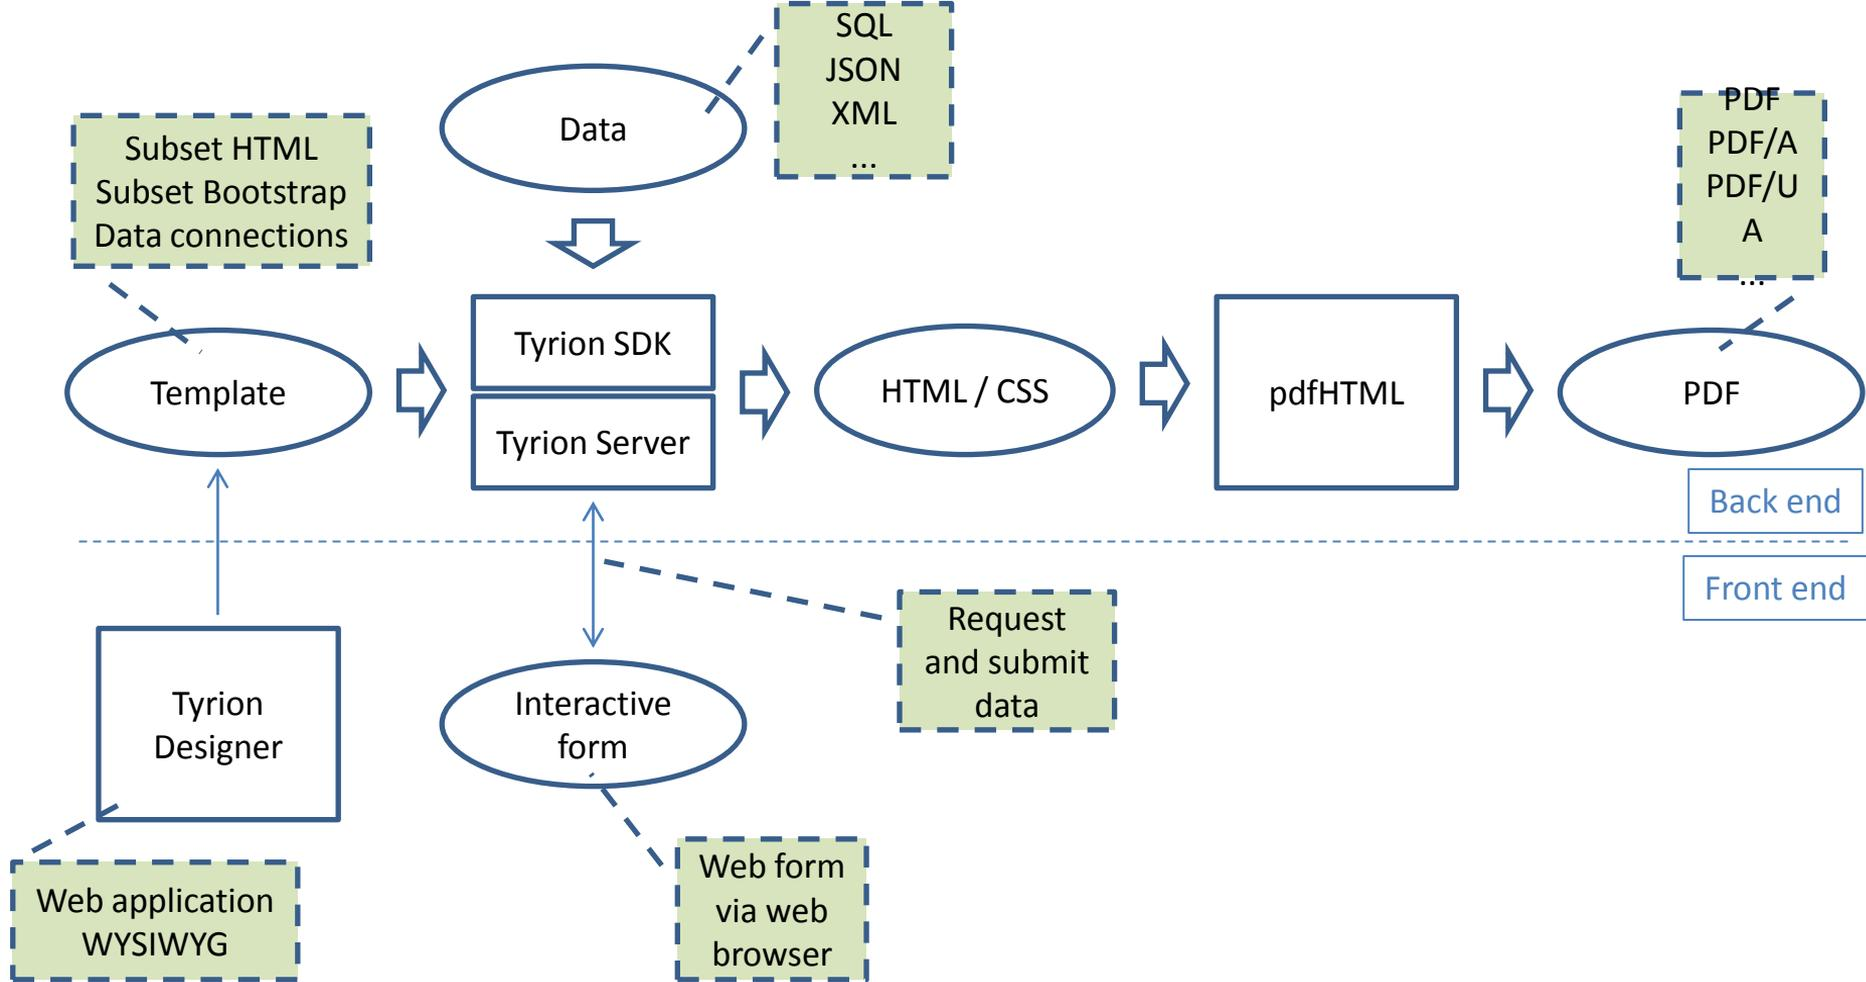 SQL
JSON
XML
...
Data
Subset HTML
Subset Bootstrap
Data connections
PDF
PDF/A
PDF/U
A
...
Template
Tyrion SDK
Tyrion Server
HTML / CSS
pdfHTML
PDF
Back end
Front end
Request
and submit
data
Tyrion
Designer
Interactive
form
Web application
WYSIWYG
Web form
via web
browser